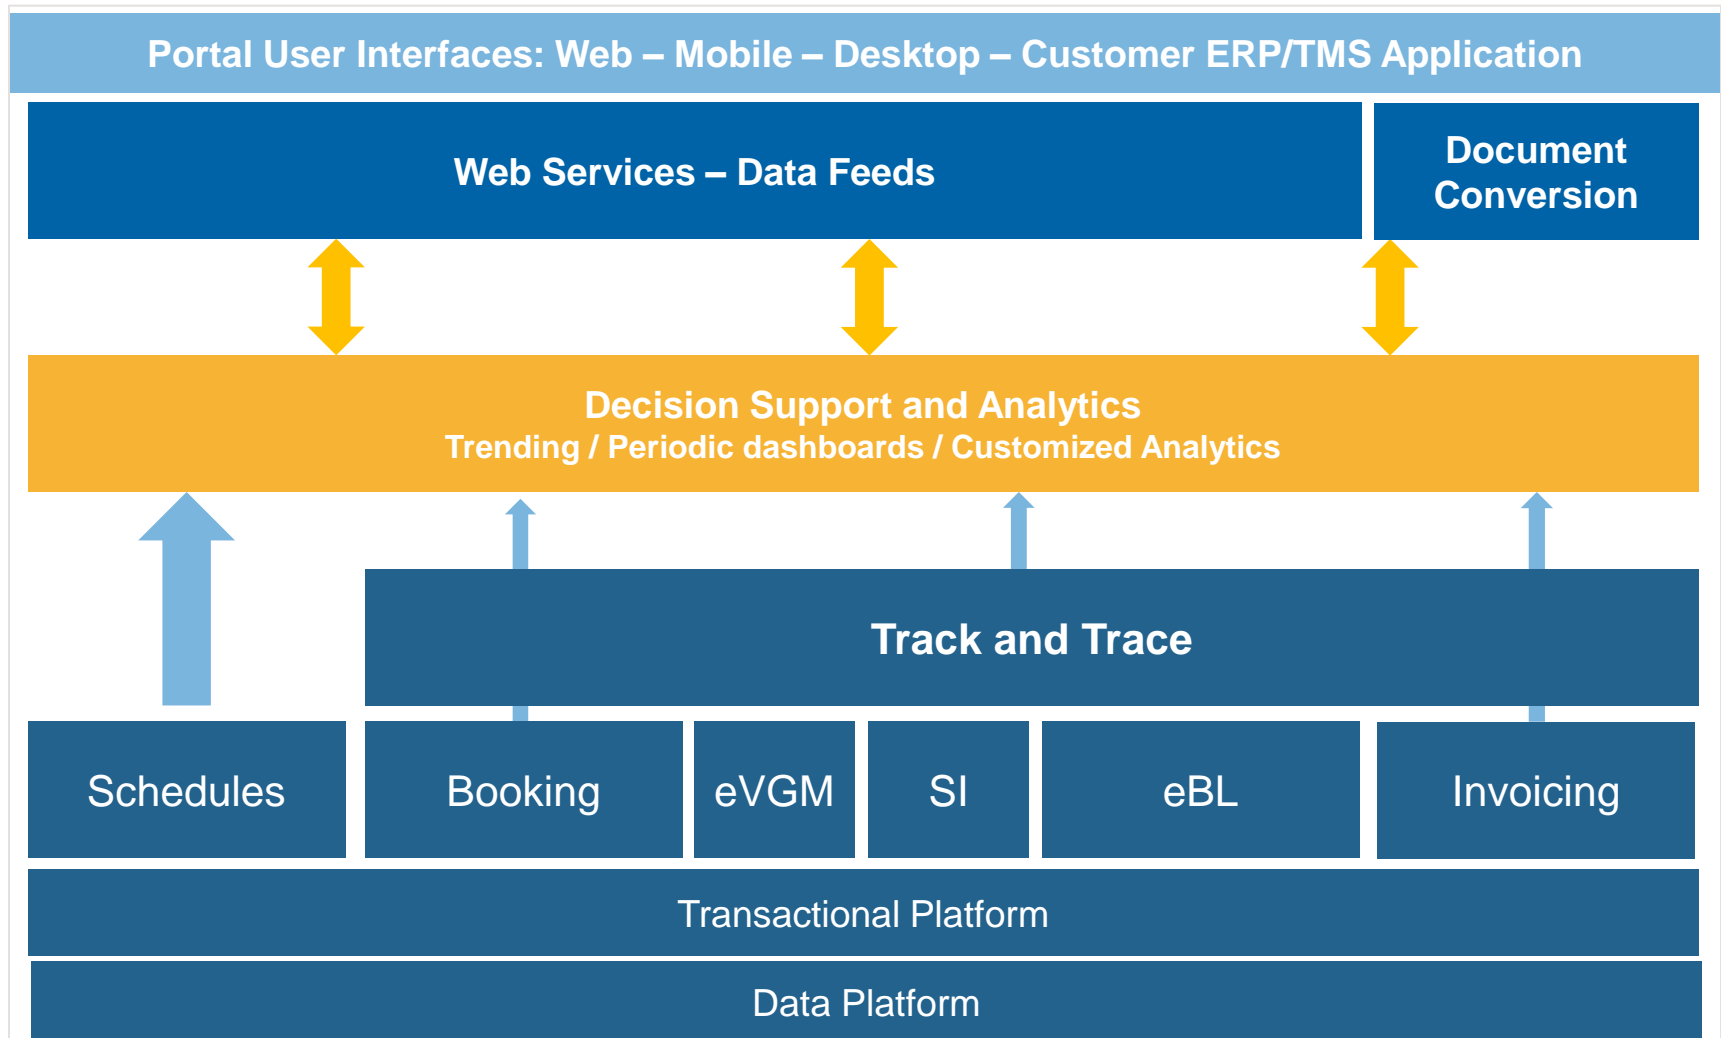 Portal User Interfaces: Web – Mobile – Desktop – Customer ERP/TMS Application
Web Services – Data Feeds
Document
Conversion
Decision Support and Analytics
Trending / Periodic dashboards / Customized Analytics
Track and Trace
Schedules
Booking
eVGM
SI
eBL
Invoicing
Transactional Platform
Data Platform